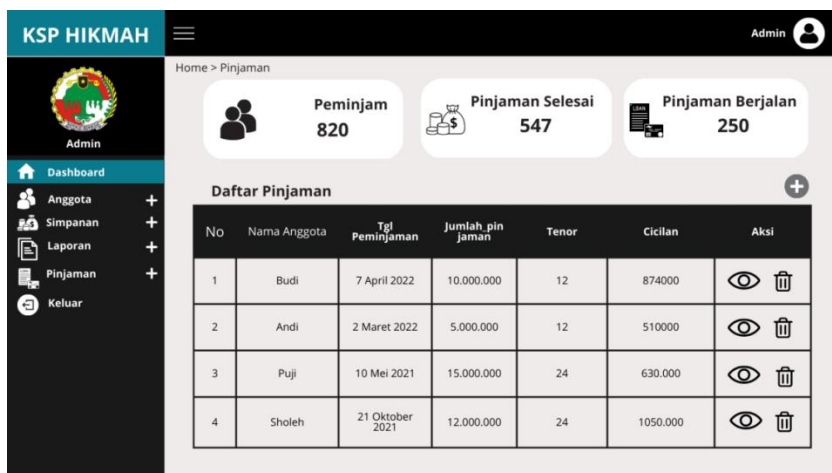 KSP HIKMAH
Admin
Admin
Dashboard
Anggota
Simpanan
Laporan
Pinjaman
Keluar
Home > Pinjaman
Peminjam
820
Pinjaman Selesai
547
LOAN
Pinjaman Berjalan
250
Daftar Pinjaman
No Nama Anggota Tgl Peminjaman Jumlah_pin jaman Tenor Cicilan Aksi
1 Budi 7 April 2022 10.000.000 12 874000
2 Andi 2 Maret 2022 5.000.000 12 510000
3 Puji 10 Mei 2021 15.000.000 24 630.000
4 Sholeh 21 Oktober 2021 12.000.000 24 1050.000